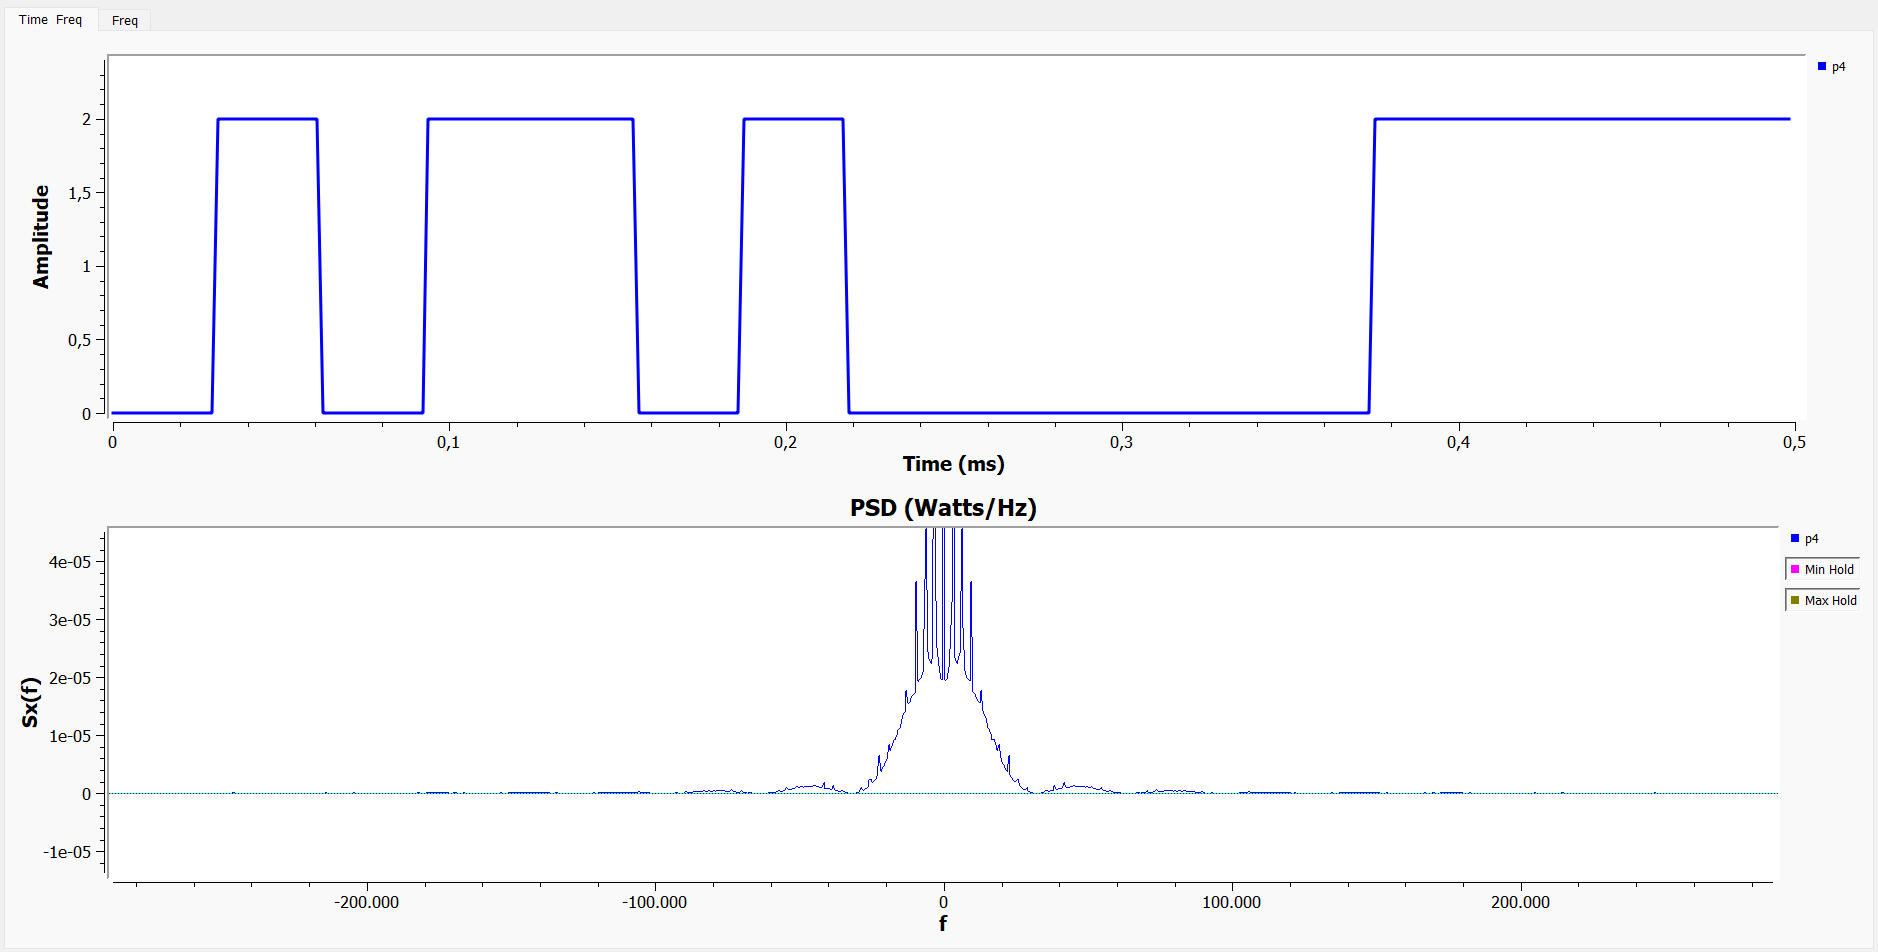 Time Freq
Freq
p4
2
1,5
1
0,5
0
Amplitude
0
0,1
0,2
0,3
0,4
0,5
Time (ms)
PSD (Watts/Hz)
p4
Min Hold
Max Hold
4e-05
3e-05
2e-05
1e-05
0
-1e-05
Sx(f)
-200.000
-100.000
0
100.000
200.000
f